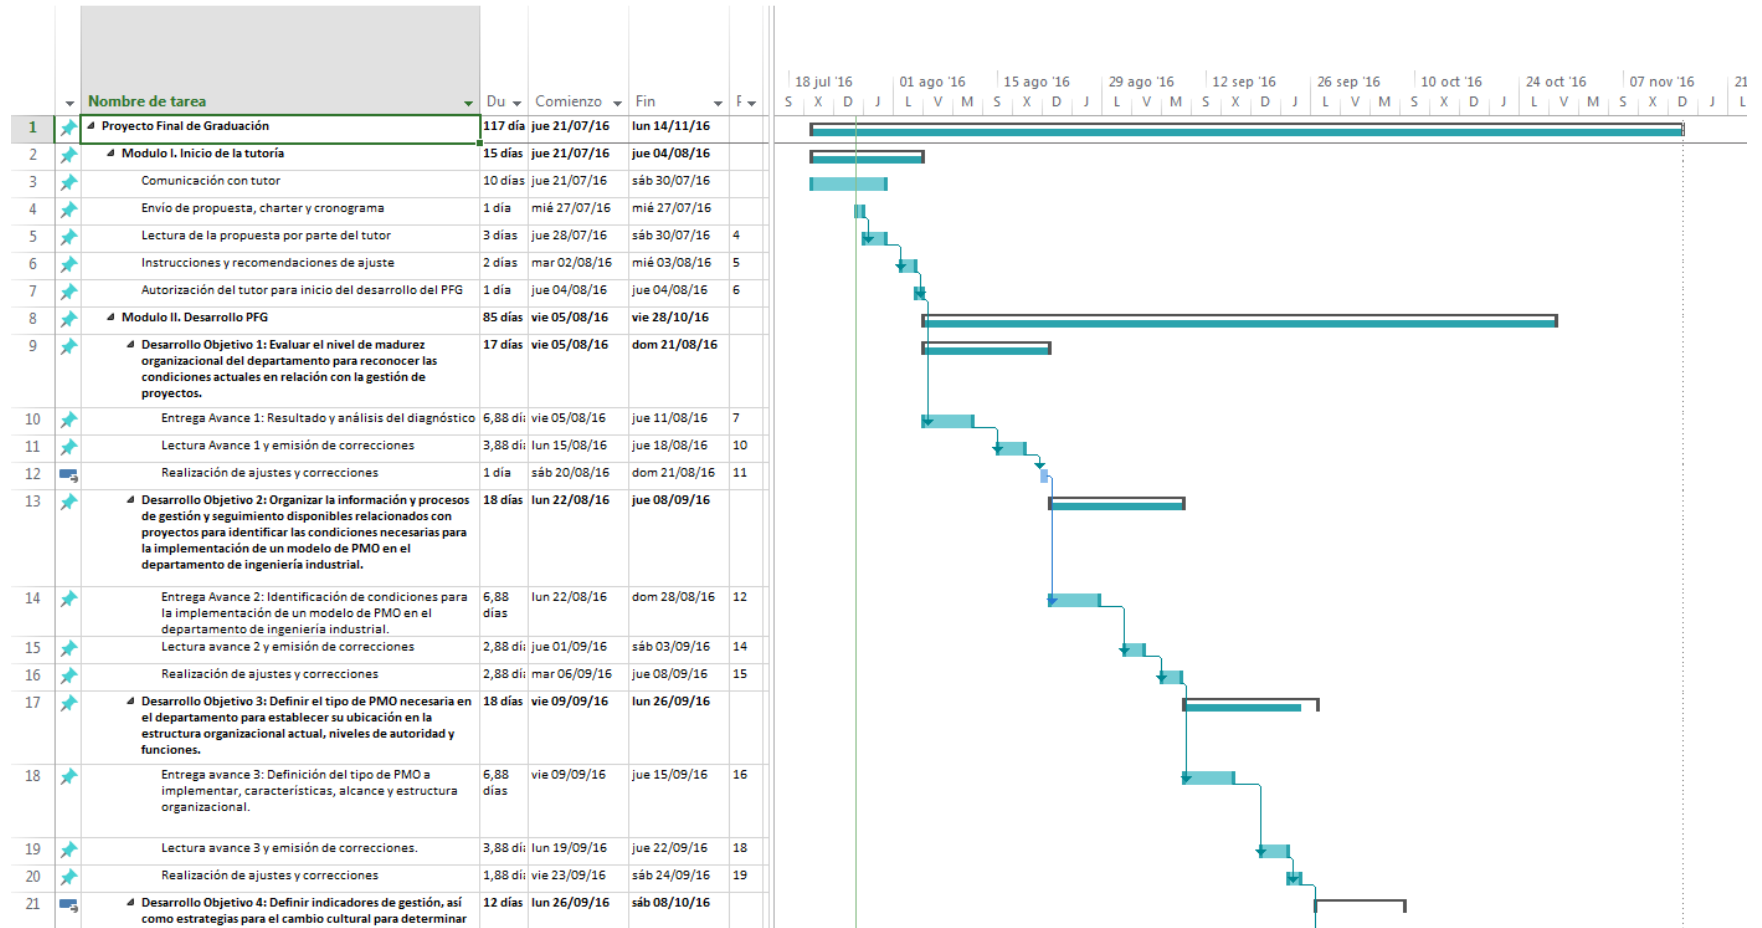 18 jul '16 01 ago '16 15 ago '16 29 ago '16 12 sep '16 26 sep '16 10 oct '16 24 oct '16 07 nov '16 21
Nombre de tarea Du Comienzo Fin F S X D J L V M S X D J L V M S X D J L V M S X D J L V M S X D J L
1 Proyecto Final de Graduación 117 día jue 21/07/16 lun 14/11/16
2 Modulo I. Inicio de la tutoría 15 días jue 21/07/16 jue 04/08/16
3 Comunicación con tutor 10 días jue 21/07/16 sáb 30/07/16
4 Envio de propuesta, charter y cronograma 1 día mié 27/07/16 mié 27/07/16
5 Lectura de la propuesta por parte del tutor 3 días jue 28/07/16 sáb 30/07/16 4
6 Instrucciones y recomendaciones de ajuste 2 días mar 02/08/16 mié 03/08/16 5
7 Autorización del tutor para inicio del desarrollo del PFG 1 día jue 04/08/16 jue 04/08/16 6
8 Modulo II. Desarrollo PFG 85 días vie 05/08/16 vie 28/10/16
9 Desarrollo Objetivo 1: Evaluar el nivel de madurez 17 días vie 05/08/16 dom 21/08/16
organizacional del departamento para reconocer las
condiciones actuales en relación con la gestión de
proyectos.
10 Entrega Avance 1: Resultado y análisis del diagnóstico 6,88 día vie 05/08/16 jue 11/08/16 7
11 Lectura Avance 1 y emisión de correcciones 3,88 día lun 15/08/16 jue 18/08/16 10
12 Realización de ajustes y correcciones 1 día sáb 20/08/16 dom 21/08/16 11
13 Desarrollo Objetivo 2: Organizar la información y procesos 18 días lun 22/08/16 jue 08/09/16
de gestión y seguimiento disponibles relacionados con
proyectos para identificar las condiciones necesarias para
la implementación de un modelo de PMO en el
departamento de ingeniería industrial.
14 Entrega Avance 2: Identificación de condiciones para 6,88 lun 22/08/16 dom 28/08/16 12
la implementación de un modelo de PMO en el días
departamento de ingeniería industrial.
15 Lectura avance 2 y emisión de correcciones 2,88 día jue 01/09/16 sáb 03/09/16 14
16 Realización de ajustes y correcciones 2,88 día mar 06/09/16 jue 08/09/16 15
17 Desarrollo Objetivo 3: Definir el tipo de PMO necesaria en 18 días vie 09/09/16 lun 26/09/16
el departamento para establecer su ubicación en la
estructura organizacional actual, niveles de autoridad y
funciones.
18 Entrega avance 3: Definición del tipo de PMO a 6,88 vie 09/09/16 jue 15/09/16 16
implementar, características, alcance y estructura días
organizacional.
19 Lectura avance 3 y emisión de correcciones. 3,88 día lun 19/09/16 jue 22/09/16 18
20 Realización de ajustes y correcciones 1,88 día vie 23/09/16 sáb 24/09/16 19
21 Desarrollo Objetivo 4: Definir indicadores de gestión, así 12 días lun 26/09/16 sáb 08/10/16
como estrategias para el cambio cultural para determinar